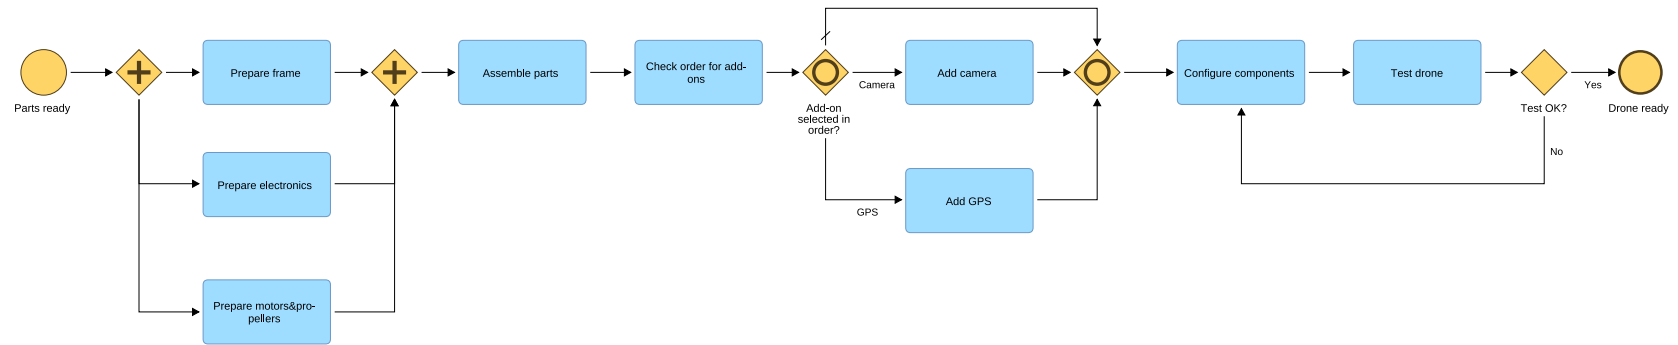 Parts ready
Prepare frame
Prepare electronics
Prepare motors&pro-
pellers
Assemble parts
Check order for add-
ons
Add-on
selected in
order?
Camera
GPS
Add camera
Add GPS
Configure components
Test drone
Test OK?
Yes
No
Drone ready